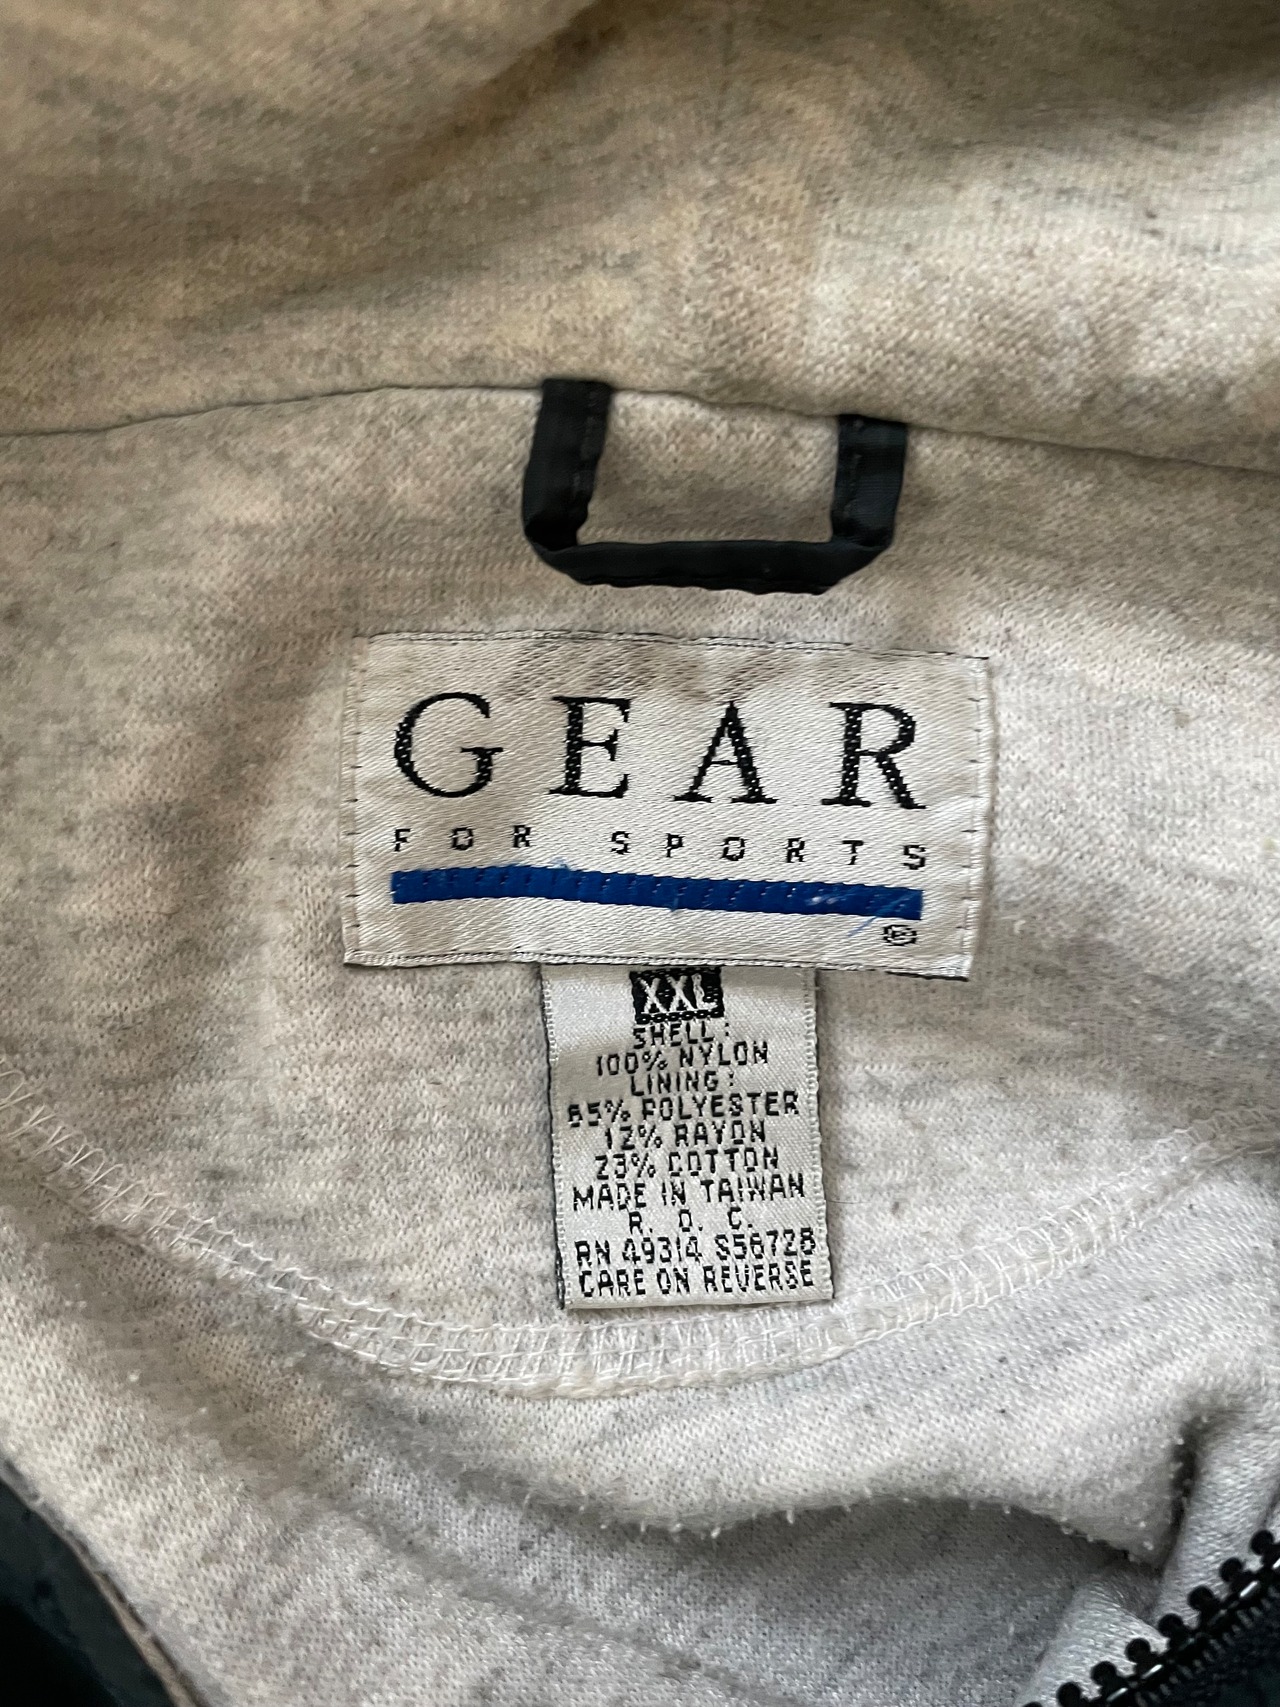 GEAR
FOR SPORTS
®
XXL
SHELL:
100% NYLON
LINING:
65% POLYESTER
12% RAYON
23% COTTON
MADE IN TAIWAN
R. O. C.
RN 49314 S56728
CARE ON REVERSE